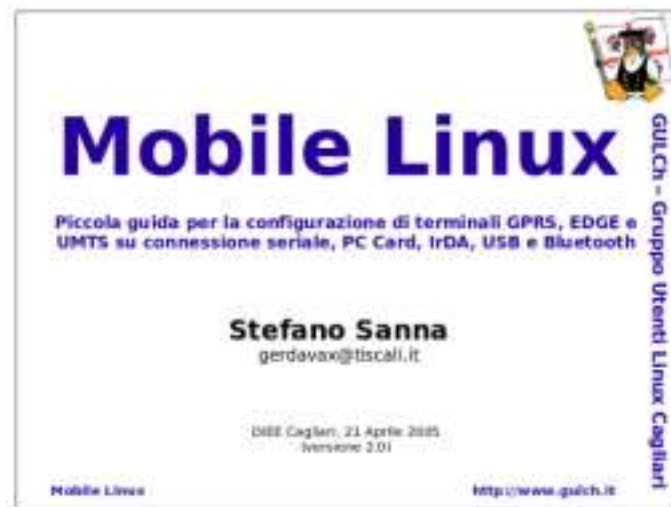 Mobile Linux
Piccola guida per la configurazione di terminali GPRS, EDGE e
UMTS su connessione seriale, PC Card, IrDA, USB e Bluetooth
Stefano Sanna
gerdavax@tiscali.it
DIEE Cagliari, 21 Aprile 2005
(versione 2.0)
Mobile Linux
http://www.gulch.it
GULCh - Gruppo Utenti Linux Cagliari